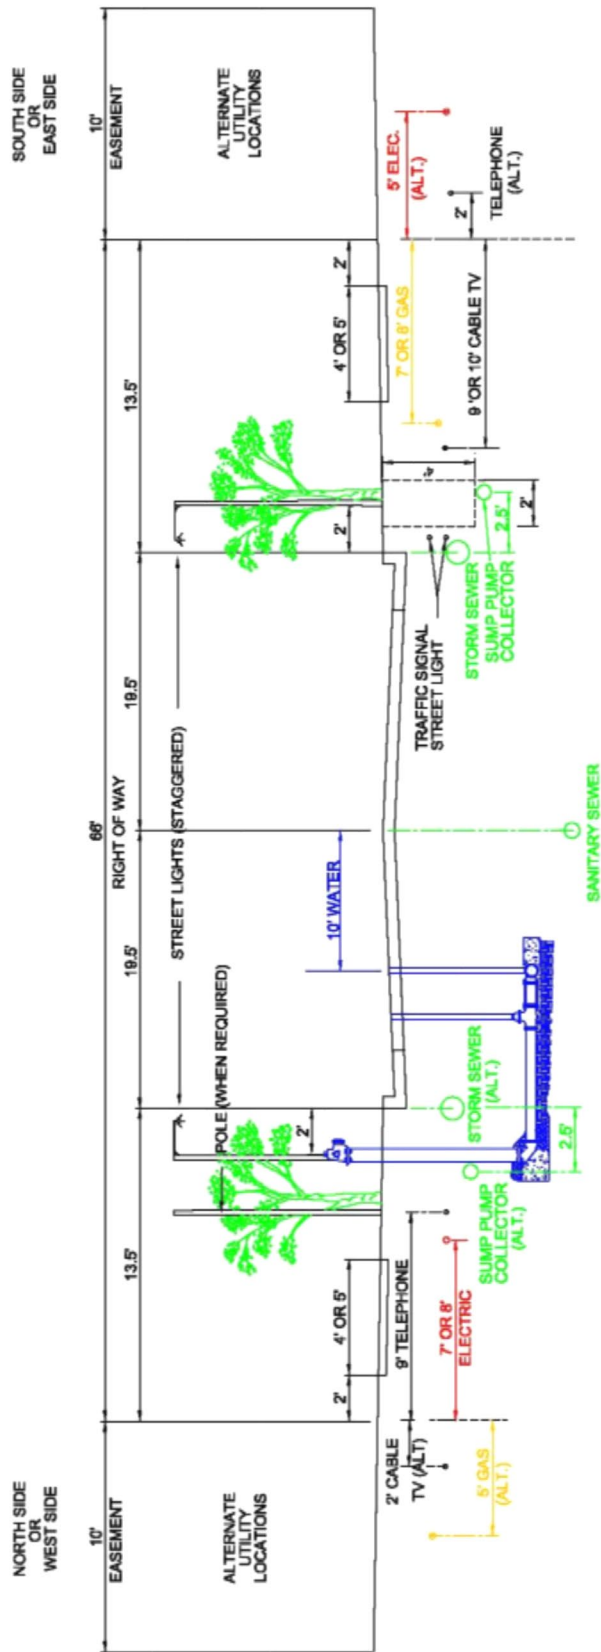 NORTH SIDE
OR
WEST SIDE
SOUTH SIDE
OR
EAST SIDE
10'
EASEMENT
66'
RIGHT OF WAY
10'
EASEMENT
13.5'
19.5'
19.5'
13.5'
STREET LIGHTS (STAGGERED)
POLE (WHEN REQUIRED)
ALTERNATE
UTILITY
LOCATIONS
ALTERNATE
UTILITY
LOCATIONS
2'
4' OR 5'
2'
10' WATER
2'
4' OR 5'
2'
2' CABLE
TV (ALT)
9' TELEPHONE
7' OR 8'
ELECTRIC
5' GAS
(ALT.)
STORM SEWER
(ALT.)
SUMP PUMP
COLLECTOR
(ALT.)
2.5'
SANITARY SEWER
TRAFFIC SIGNAL
STREET LIGHT
STORM SEWER
SUMP PUMP
COLLECTOR
2.5'
2'
7' OR 8' GAS
9 'OR 10' CABLE TV
5' ELEC.
(ALT.)
2'
TELEPHONE
(ALT.)